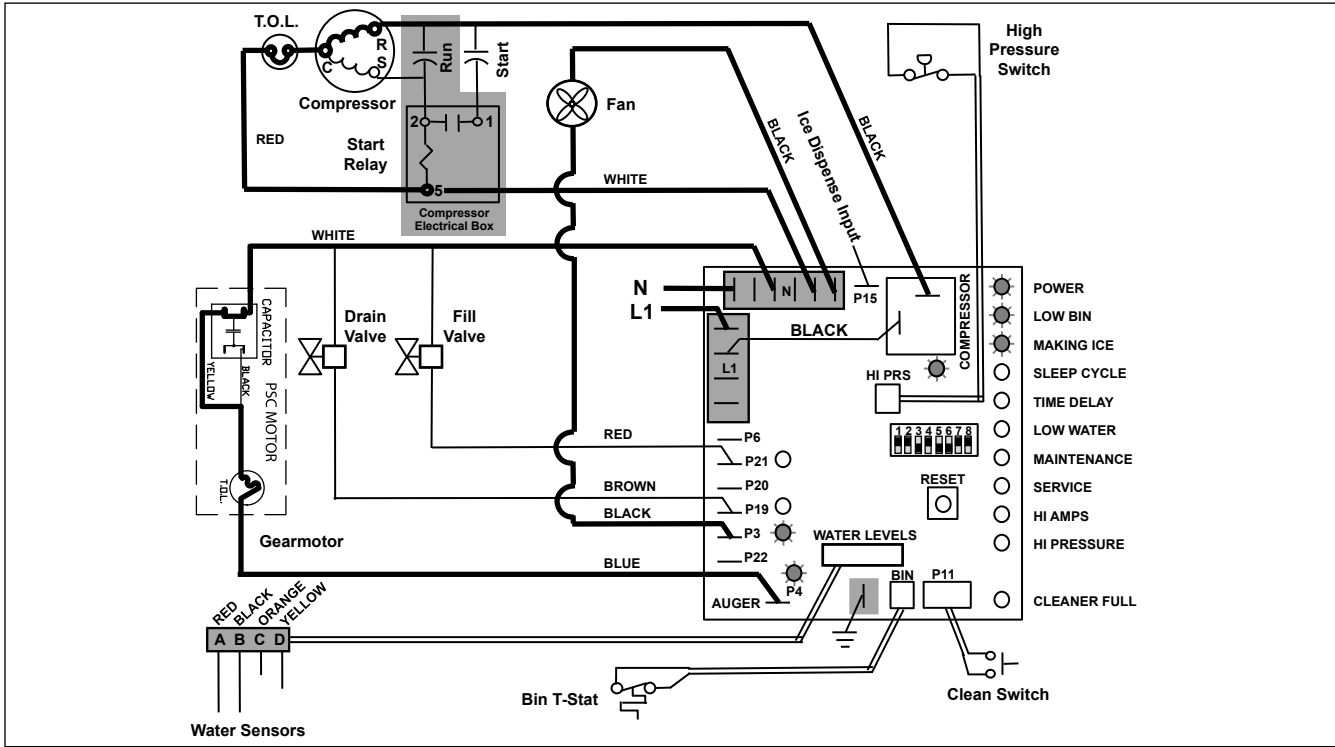 T.O.L.
R
C
S
Compressor
Run
Start
2
1
5
Start
Relay
Compressor
Electrical Box
RED
WHITE
Fan
BLACK
BLACK
Ice Dispense Input
High
Pressure
Switch
WHITE
CAPACITOR
YELLOW
BLACK
PSC MOTOR
T.O.L.
Gearmotor
Drain
Valve
Fill
Valve
N
L1
N
L1
P15
BLACK
COMPRESSOR
HI PRS
1 2 3 4 5 6 7 8
RESET
RED
P6
P21
BROWN
P20
P19
BLACK
P3
P22
BLUE
P4
AUGER
WATER LEVELS
BIN
P11
POWER
LOW BIN
MAKING ICE
SLEEP CYCLE
TIME DELAY
LOW WATER
MAINTENANCE
SERVICE
HI AMPS
HI PRESSURE
CLEANER FULL
RED
BLACK
ORANGE
YELLOW
A B C D
Water Sensors
Bin T-Stat
Clean Switch